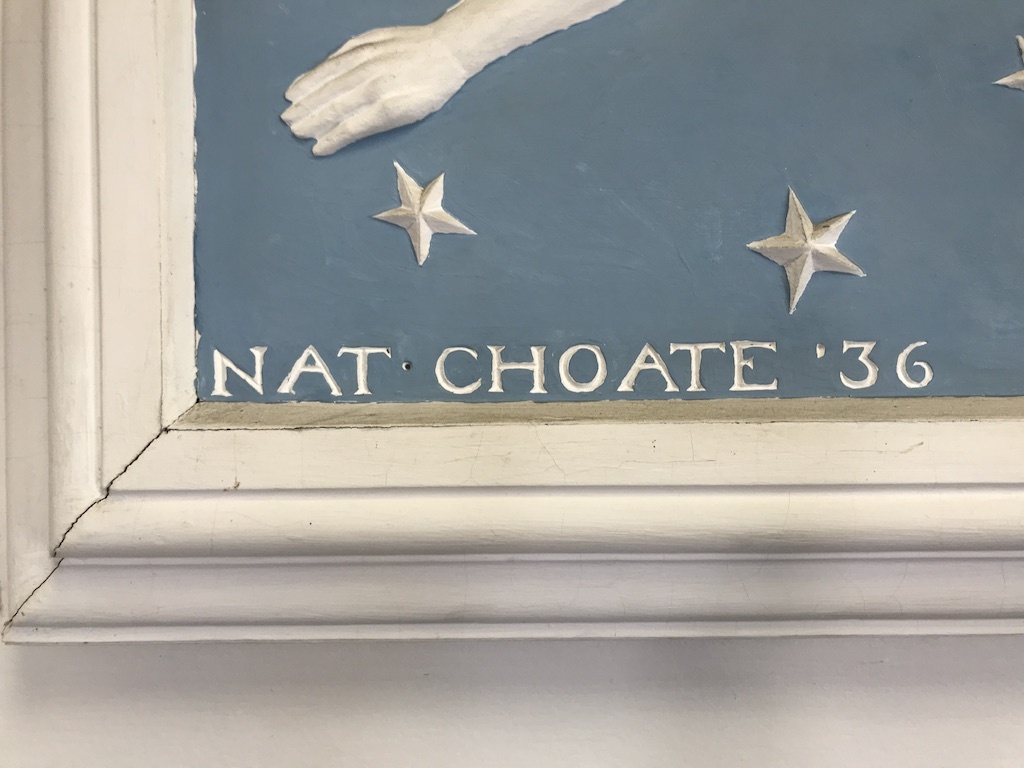 NAT · CHOATE '36